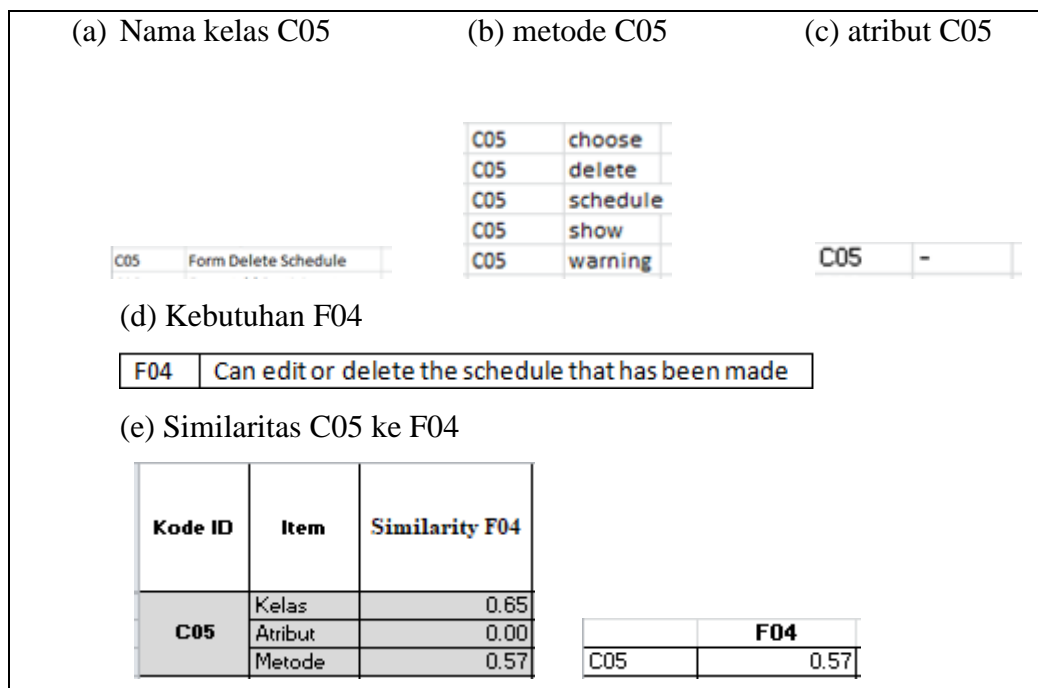 (a) Nama kelas C05 (b) metode C05 (c) atribut C05
C05 choose
C05 delete
C05 schedule
C05 show
C05 warning
C05 Form Delete Schedule
C05 -
(d) Kebutuhan F04
F04 Can edit or delete the schedule that has been made
(e) Similaritas C05 ke F04
Kode ID Item Similarity F04
C05
Kelas 0.65
Atribut 0.00
Metode 0.57
F04
C05 0.57